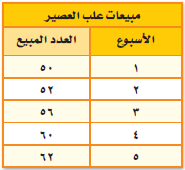 مبيعات علب العصير
الأسبوع العدد المبيع
١ ٥٠
٢ ٥٢
٣ ٥٦
٤ ٦٠
٥ ٦٢